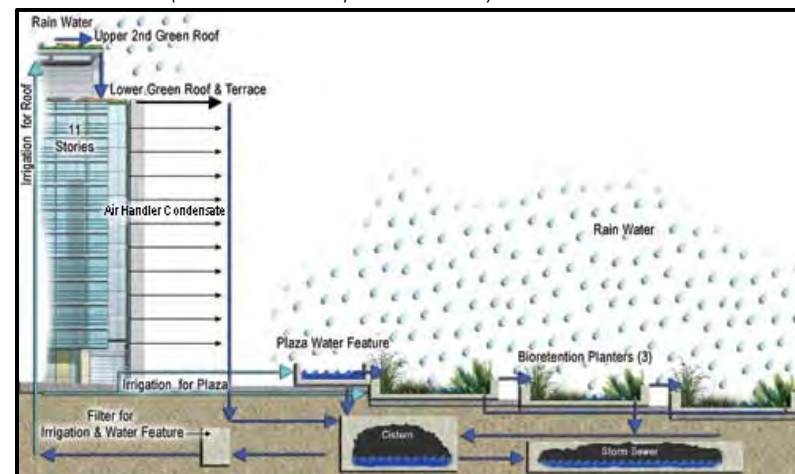 Rain Water
Upper 2nd Green Roof
Lower Green Roof & Terrace
Irrigation for Roof
11
Stories
Air Handler Condensate
Rain Water
Plaza Water Feature
Bioretention Planters (3)
Irrigation for Plaza
Filter for
Irrigation & Water Feature
Cistern
Storm Sewer